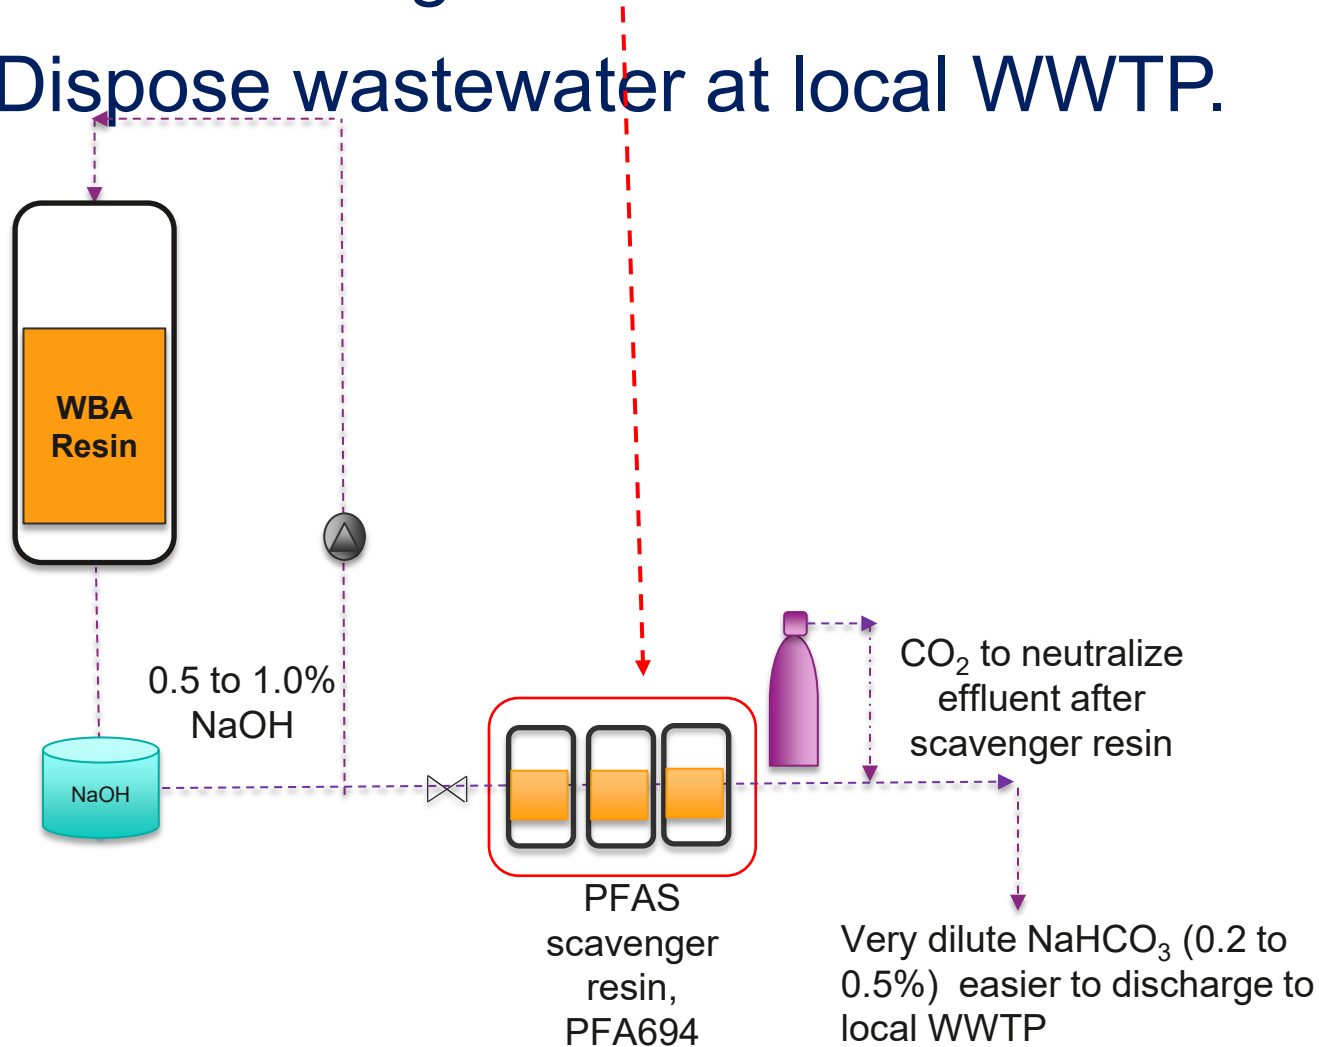 g
Dispose wastewater at local WWTP.
WBA
Resin
0.5 to 1.0%
NaOH
NaOH
CO₂ to neutralize
effluent after
scavenger resin
PFAS
scavenger
resin,
PFA694
Very dilute NaHCO₃ (0.2 to
0.5%)  easier to discharge to
local WWTP